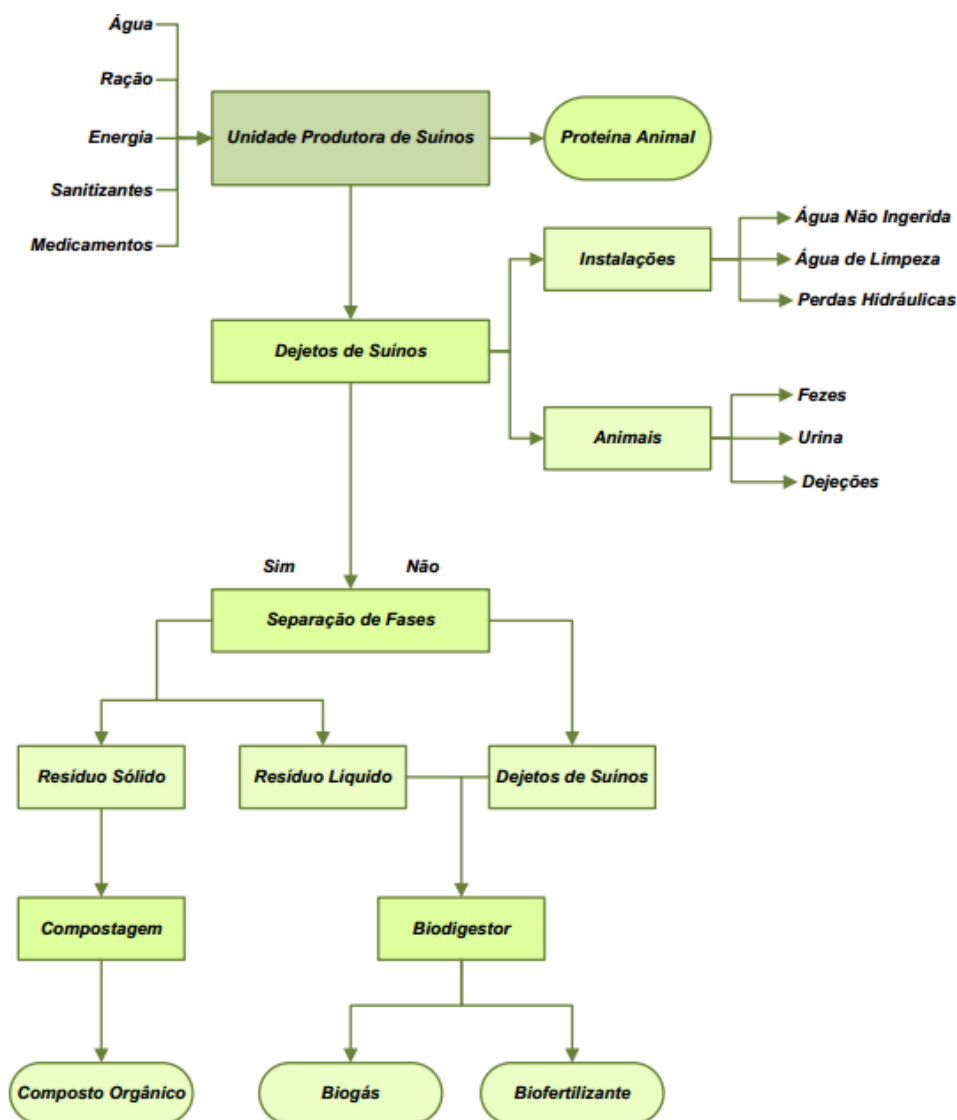 Água
Ração
Energia
Sanitizantes
Medicamentos
Unidade Produtora de Suínos
Proteína Animal
Instalações
Água Não Ingerida
Água de Limpeza
Perdas Hidráulicas
Dejetos de Suínos
Animais
Fezes
Urina
Dejeções
Sim
Não
Separação de Fases
Resíduo Sólido
Resíduo Líquido
Dejetos de Suínos
Compostagem
Biodigestor
Composto Orgânico
Biogás
Biofertilizante